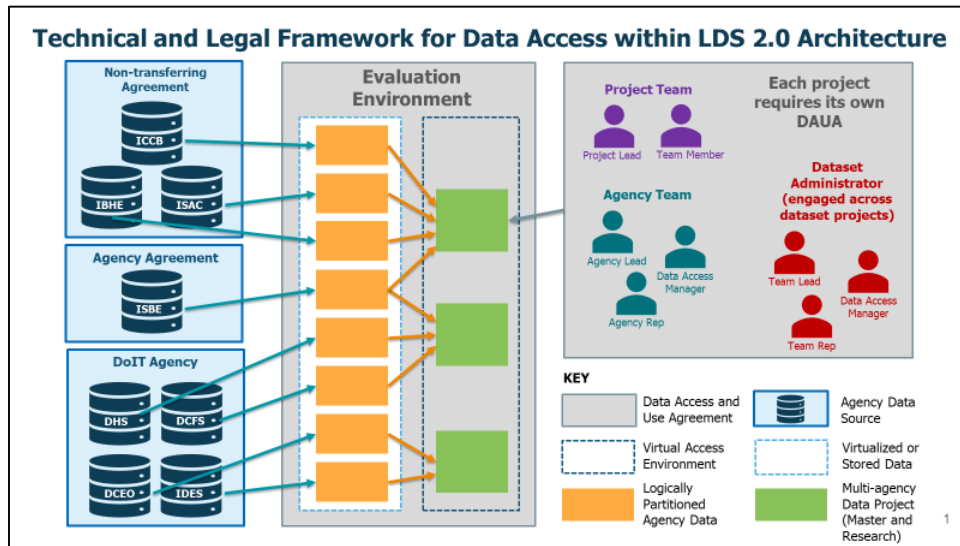 Technical and Legal Framework for Data Access within LDS 2.0 Architecture
Non-transferring
Agreement
ICCB
IBHE
ISAC
Agency Agreement
ISBE
DoIT Agency
DHS
DCFS
DCEO
IDES
Evaluation
Environment
Project Team
Project Lead
Team Member
Each project
requires its own
DAUA
Agency Team
Agency Lead
Data Access
Manager
Agency Rep
Dataset
Administrator
(engaged across
dataset projects)
Team Lead
Data Access
Manager
Team Rep
KEY
Data Access and
Use Agreement
Agency Data
Source
Virtual Access
Environment
Virtualized or
Stored Data
Logically
Partitioned
Agency Data
Multi-agency
Data Project
(Master and
Research)
1